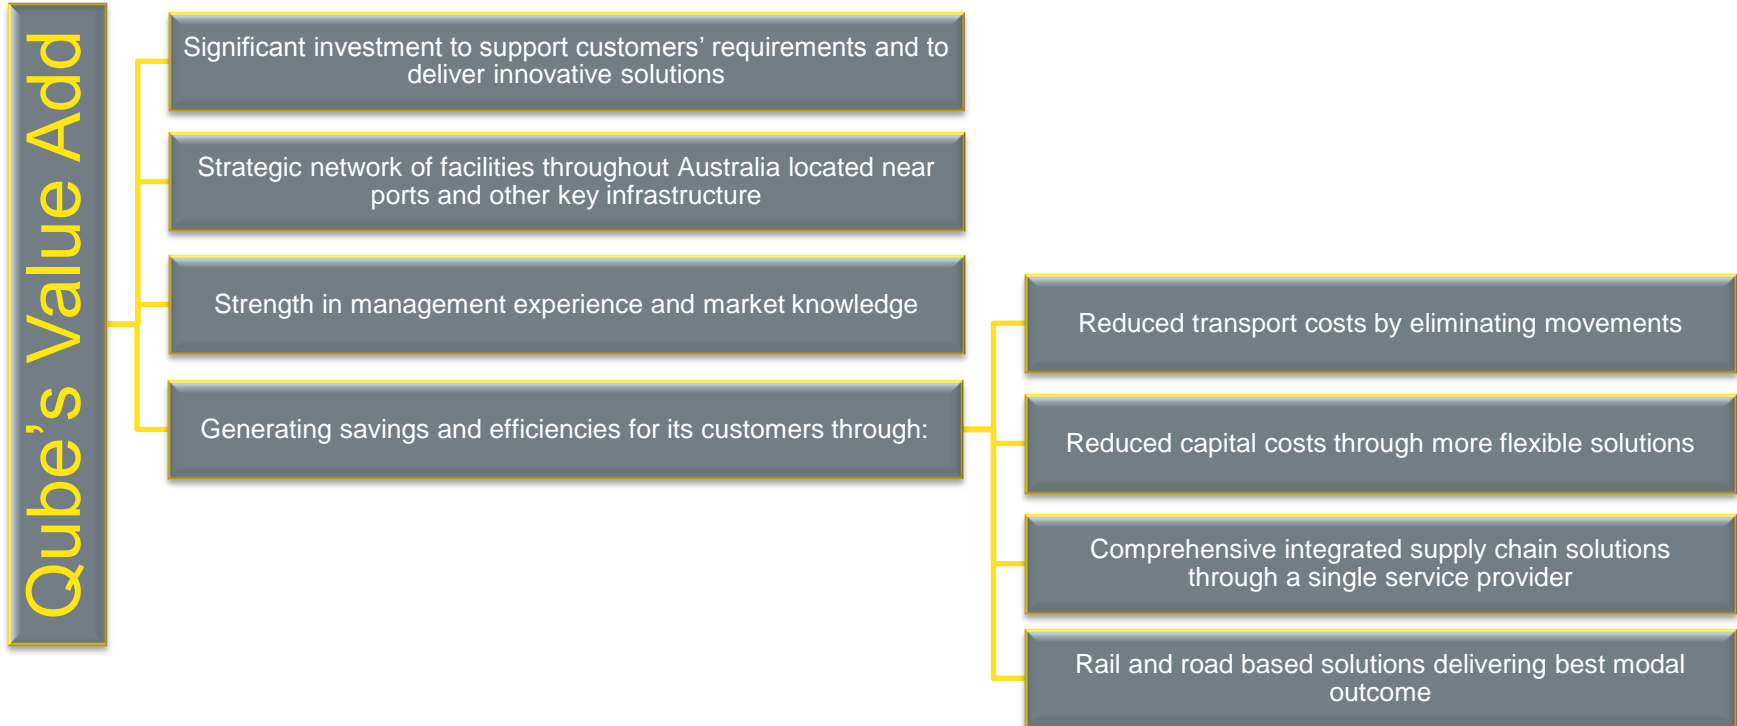 Qube’s Value Add
Significant investment to support customers’ requirements and to
deliver innovative solutions
Strategic network of facilities throughout Australia located near
ports and other key infrastructure
Strength in management experience and market knowledge
Generating savings and efficiencies for its customers through:
Reduced transport costs by eliminating movements
Reduced capital costs through more flexible solutions
Comprehensive integrated supply chain solutions
through a single service provider
Rail and road based solutions delivering best modal
outcome